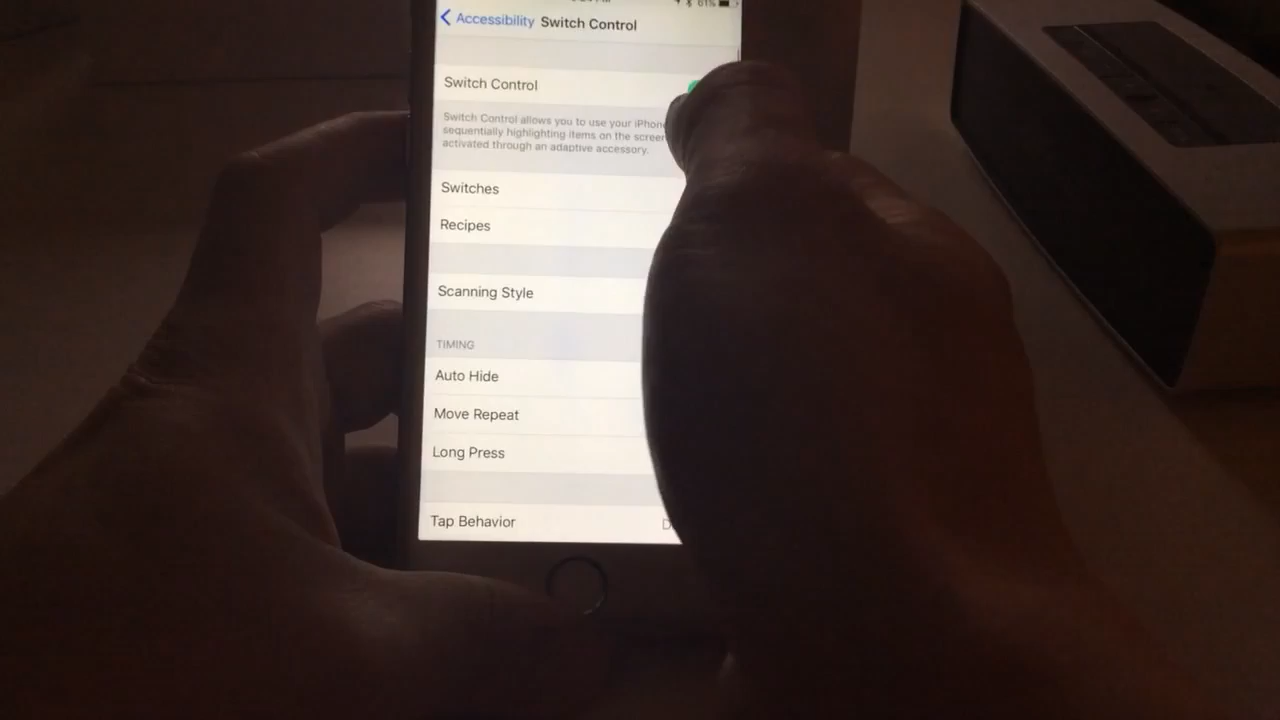 61%
Accessibility Switch Control
Switch Control
Switch Control allows you to use your iPhone
sequentially highlighting items on the screen
activated through an adaptive accessory.
Switches
Recipes
Scanning Style
TIMING
Auto Hide
Move Repeat
Long Press
Tap Behavior